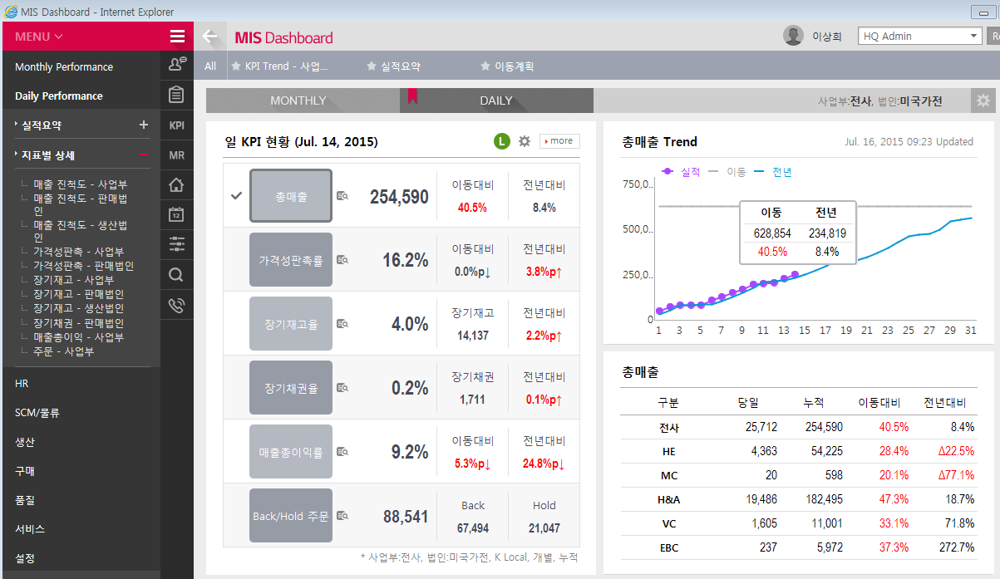 MIS Dashboard - Internet Explorer
MENU
MIS Dashboard
이상희
HQ Admin
Monthly Performance
Daily Performance
실적요약
지표별 상세
매출 진척도 - 사업부
매출 진척도 - 판매법
인
매출 진척도 - 생산법
인
가격성판촉 - 사업부
가격성판촉 - 판매법인
장기재고 - 사업부
장기재고 - 판매법인
장기재고 - 생산법인
장기채권 - 판매법인
매출총이익 - 사업부
주문 - 사업부
HR
SCM/물류
생산
구매
품질
서비스
설정
KPI
MR
12
All
KPI Trend - 사업...
실적요약
이동계획
MONTHLY
DAILY
사업부:전사, 법인:미국가전
일 KPI 현황 (Jul. 14, 2015)
L
more
총매출 254,590 이동대비 40.5% 전년대비 8.4%
가격성판촉률 16.2% 이동대비 0.0%p↓ 전년대비 3.8%p↑
장기재고율 4.0% 장기재고 14,137 전년대비 2.2%p↑
장기채권율 0.2% 장기채권 1,711 전년대비 0.1%p↑
매출총이익률 9.2% 이동대비 5.3%p↓ 전년대비 24.8%p↓
Back/Hold 주문 88,541 Back 67,494 Hold 21,047
* 사업부:전사, 법인:미국가전, K Local, 개별, 누적
총매출 Trend
Jul. 16, 2015 09:23 Updated
실적 이동 전년
750,0..
500,0..
250,0..
0
이동 전년
628,854 234,819
40.5% 8.4%
1 3 5 7 9 11 13 15 17 19 21 23 25 27 29 31
총매출
구분 당일 누적 이동대비 전년대비
전사 25,712 254,590 40.5% 8.4%
HE 4,363 54,225 28.4% Δ22.5%
MC 20 598 20.1% Δ77.1%
H&A 19,486 182,495 47.3% 18.7%
VC 1,605 11,001 33.1% 71.8%
EBC 237 5,972 37.3% 272.7%